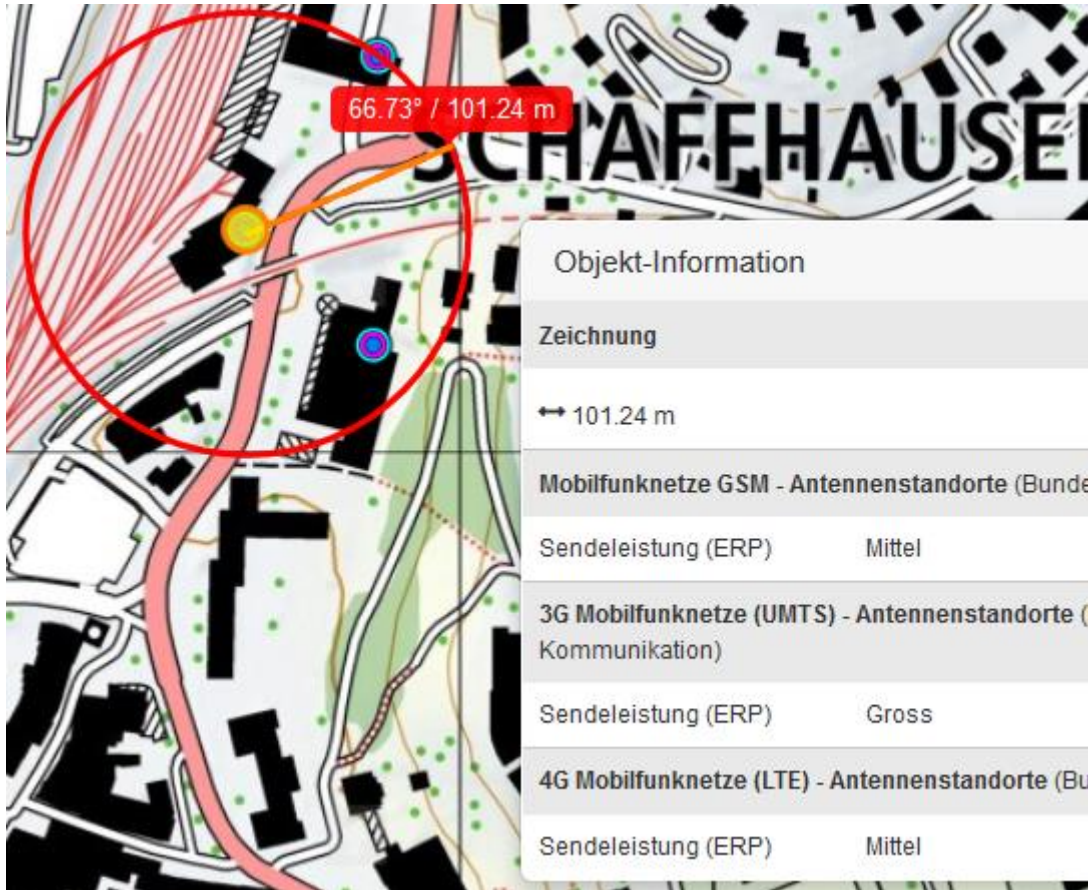 66.73° / 101.24 m
SCHAFFHAUSE
Objekt-Information
Zeichnung
↔ 101.24 m
Mobilfunknetze GSM - Antennenstandorte (Bunde
Sendeleistung (ERP) Mittel
3G Mobilfunknetze (UMTS) - Antennenstandorte (
Kommunikation)
Sendeleistung (ERP) Gross
4G Mobilfunknetze (LTE) - Antennenstandorte (Bu
Sendeleistung (ERP) Mittel